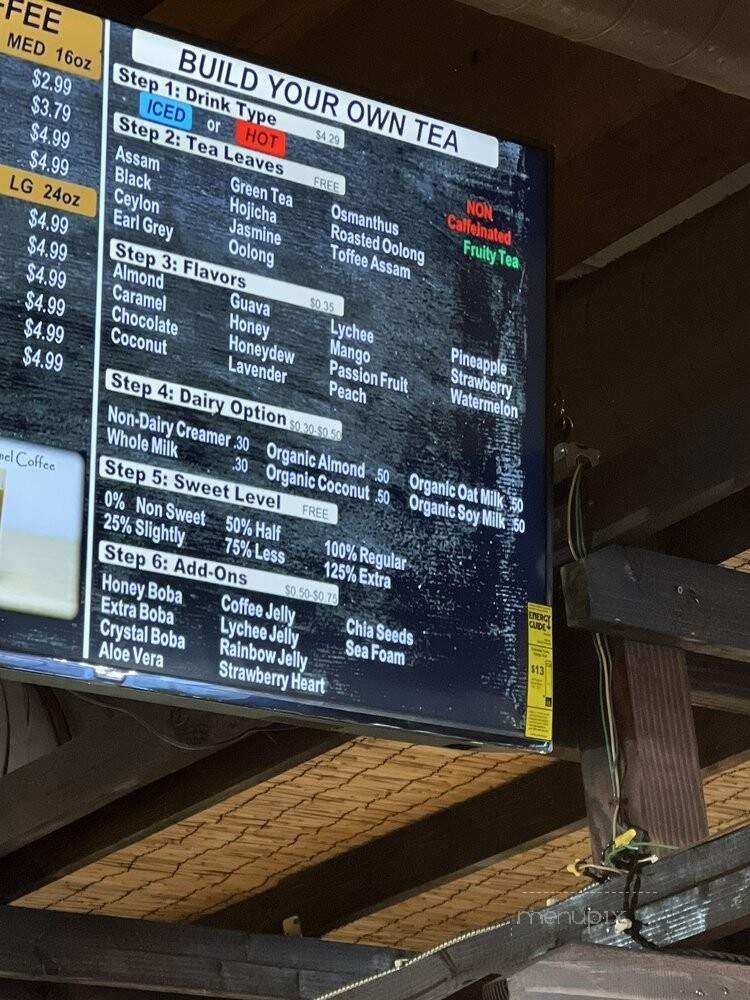 FFEE
MED 16oz
$2.99
$3.79
$4.99
$4.99
LG 24oz
$4.99
$4.99
$4.99
$4.99
$4.99
$4.99
nel Coffee
BUILD YOUR OWN TEA
Step 1: Drink Type $4.29
ICED or HOT
Step 2: Tea Leaves FREE
Assam
Black
Ceylon
Earl Grey
Green Tea
Hojicha
Jasmine
Oolong
Osmanthus
Roasted Oolong
Toffee Assam
NON
Caffeinated
Fruity Tea
Step 3: Flavors $0.35
Almond
Caramel
Chocolate
Coconut
Guava
Honey
Honeydew
Lavender
Lychee
Mango
Passion Fruit
Peach
Pineapple
Strawberry
Watermelon
Step 4: Dairy Option $0.30-$0.50
Non-Dairy Creamer .30
Whole Milk .30
Organic Almond .50
Organic Coconut .50
Organic Oat Milk .50
Organic Soy Milk .50
Step 5: Sweet Level FREE
0% Non Sweet
25% Slightly
50% Half
75% Less
100% Regular
125% Extra
Step 6: Add-Ons $0.50-$0.75
Honey Boba
Extra Boba
Crystal Boba
Aloe Vera
Coffee Jelly
Lychee Jelly
Rainbow Jelly
Strawberry Heart
Chia Seeds
Sea Foam
ENERGY
GUIDE
$13
menupix